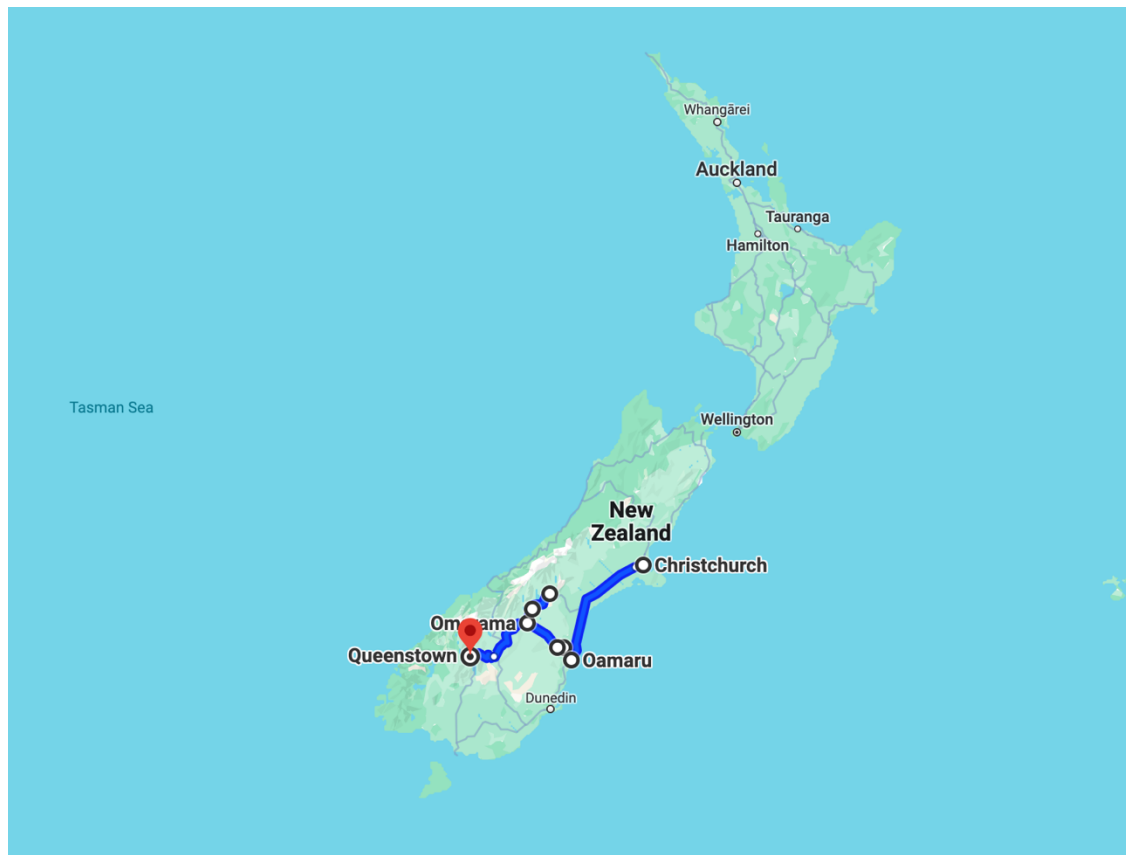 Whangārei
Auckland
Tauranga
Hamilton
Tasman Sea
Wellington
New
Zealand
Christchurch
Queenstown
Oamaru
Dunedin